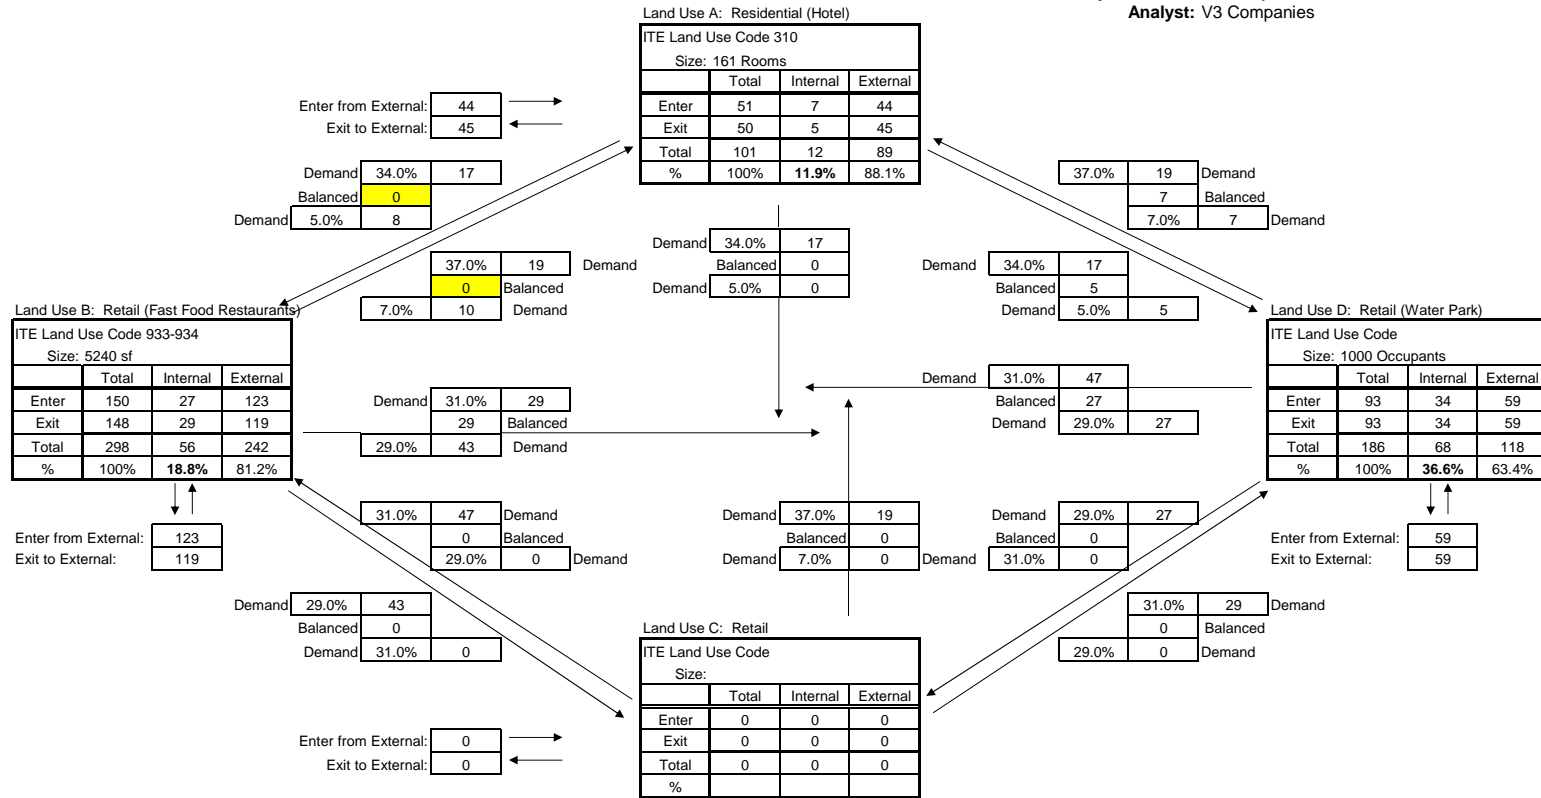 Analyst: V3 Companies
Land Use A: Residential (Hotel)
ITE Land Use Code 310
Size: 161 Rooms
Total Internal External
Enter 51 7 44
Exit 50 5 45
Total 101 12 89
% 100% 11.9% 88.1%
Enter from External: 44
Exit to External: 45
Demand 34.0% 17
Balanced 0
Demand 5.0% 8
37.0% 19 Demand
7 Balanced
7.0% 7 Demand
37.0% 19 Demand
0 Balanced
7.0% 10 Demand
Demand 34.0% 17
Balanced 0
Demand 5.0% 0
Demand 34.0% 17
Balanced 5
Demand 5.0% 5
Land Use B: Retail (Fast Food Restaurants)
ITE Land Use Code 933-934
Size: 5240 sf
Total Internal External
Enter 150 27 123
Exit 148 29 119
Total 298 56 242
% 100% 18.8% 81.2%
Enter from External: 123
Exit to External: 119
Demand 31.0% 29
29 Balanced
29.0% 43 Demand
Demand 31.0% 47
Balanced 27
Demand 29.0% 27
Land Use D: Retail (Water Park)
ITE Land Use Code
Size: 1000 Occupants
Total Internal External
Enter 93 34 59
Exit 93 34 59
Total 186 68 118
% 100% 36.6% 63.4%
Enter from External: 59
Exit to External: 59
31.0% 47 Demand
0 Balanced
29.0% 0 Demand
Demand 37.0% 19
Balanced 0
Demand 7.0% 0
Demand 29.0% 27
Balanced 0
Demand 31.0% 0
Demand 29.0% 43
Balanced 0
Demand 31.0% 0
31.0% 29 Demand
0 Balanced
29.0% 0 Demand
Land Use C: Retail
ITE Land Use Code
Size:
Total Internal External
Enter 0 0 0
Exit 0 0 0
Total 0 0 0
%
Enter from External: 0
Exit to External: 0